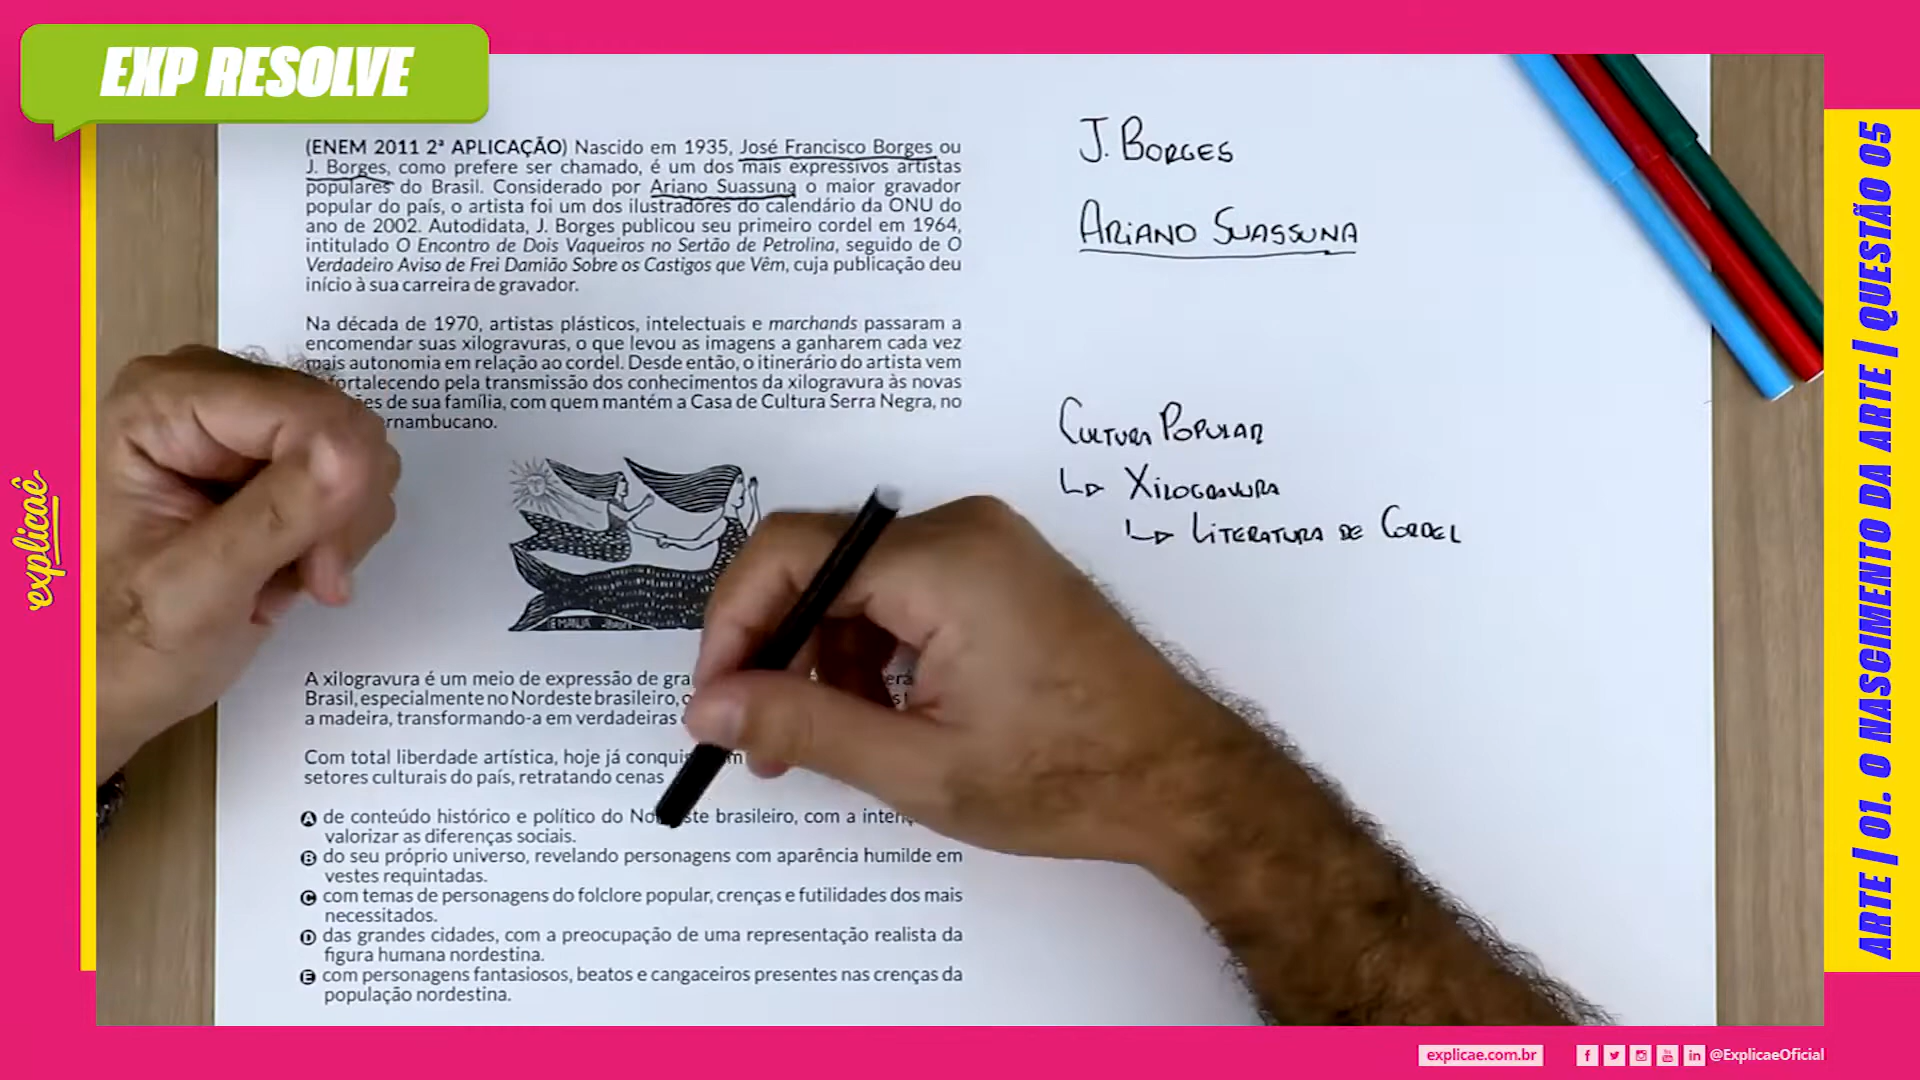 EXP RESOLVE
(ENEM 2011 2ª APLICAÇÃO) Nascido em 1935, José Francisco Borges ou
J. Borges, como prefere ser chamado, é um dos mais expressivos artistas
populares do Brasil. Considerado por Ariano Suassuna o maior gravador
popular do país, o artista foi um dos ilustradores do calendário da ONU do
ano de 2002. Autodidata, J. Borges publicou seu primeiro cordel em 1964,
intitulado O Encontro de Dois Vaqueiros no Sertão de Petrolina, seguido de O
Verdadeiro Aviso de Frei Damião Sobre os Castigos que Vêm, cuja publicação deu
início à sua carreira de gravador.
Na década de 1970, artistas plásticos, intelectuais e marchands passaram a
encomendar suas xilogravuras, o que levou as imagens a ganharem cada vez
mais autonomia em relação ao cordel. Desde então, o itinerário do artista vem
fortalecendo pela transmissão dos conhecimentos da xilogravura às novas
de sua família, com quem mantém a Casa de Cultura Serra Negra, no
A xilogravura é um meio de expressão de
Brasil, especialmente no Nordeste brasileiro,
a madeira, transformando-a em verdadeiras
Com total liberdade artística, hoje já
setores culturais do país, retratando cenas
A de conteúdo histórico e político do brasileiro, com a
valorizar as diferenças sociais.
B do seu próprio universo, revelando personagens com aparência humilde em
vestes requintadas.
C com temas de personagens do folclore popular, crenças e futilidades dos mais
necessitados.
D das grandes cidades, com a preocupação de uma representação realista da
figura humana nordestina.
E com personagens fantasiosos, beatos e cangaceiros presentes nas crenças da
população nordestina.
J. BORGES
ARIANO SUASSUNA
CULTURA POPULAR
XILOGRAVURA
LITERATURA DE CORDEL
explicaê
ARTE | 01. O NASCIMENTO DA ARTE | QUESTÃO 05
explicae.com.br
@ExplicaeOficial